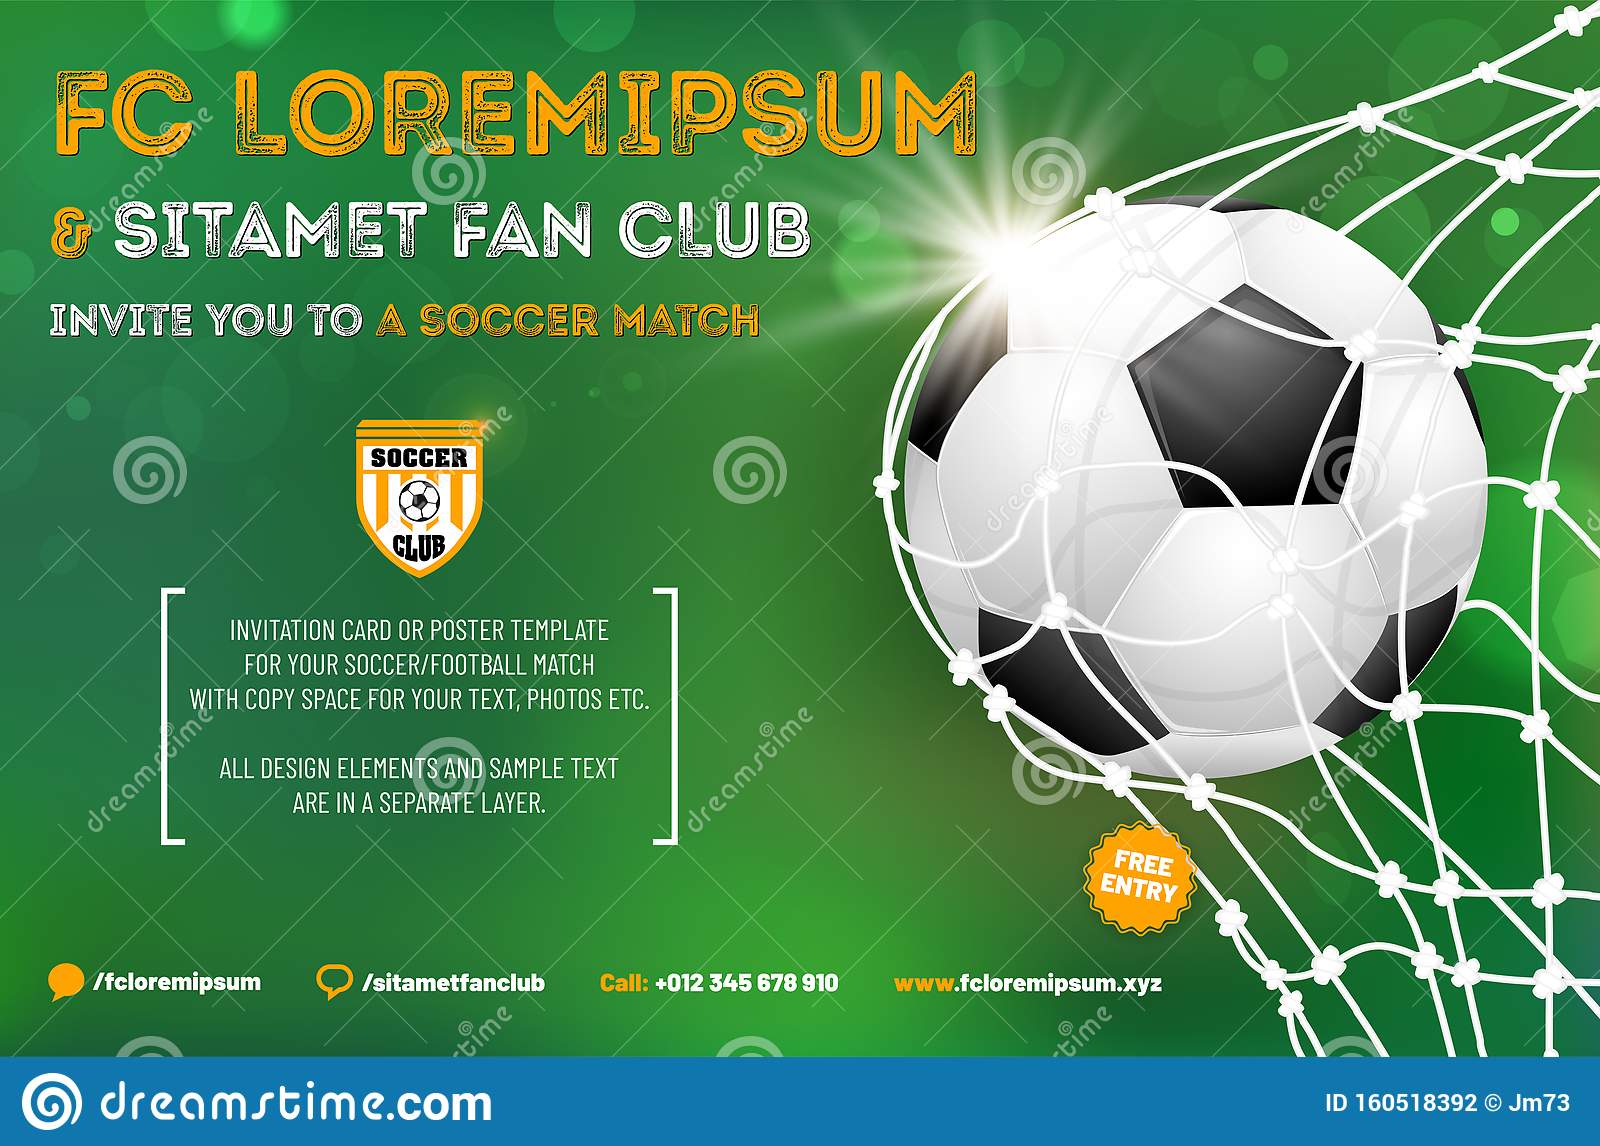 FC LOREMIPSUM
& SITAMET FAN CLUB
INVITE YOU TO A SOCCER MATCH
SOCCER
CLUB
INVITATION CARD OR POSTER TEMPLATE
FOR YOUR SOCCER/FOOTBALL MATCH
WITH COPY SPACE FOR YOUR TEXT, PHOTOS ETC.
ALL DESIGN ELEMENTS AND SAMPLE TEXT
ARE IN A SEPARATE LAYER.
FREE
ENTRY
/fcloremipsum
/sitametfanclub
Call: +012 345 678 910
www.fcloremipsum.xyz
dreamstime.com
ID 160518392 © Jm73